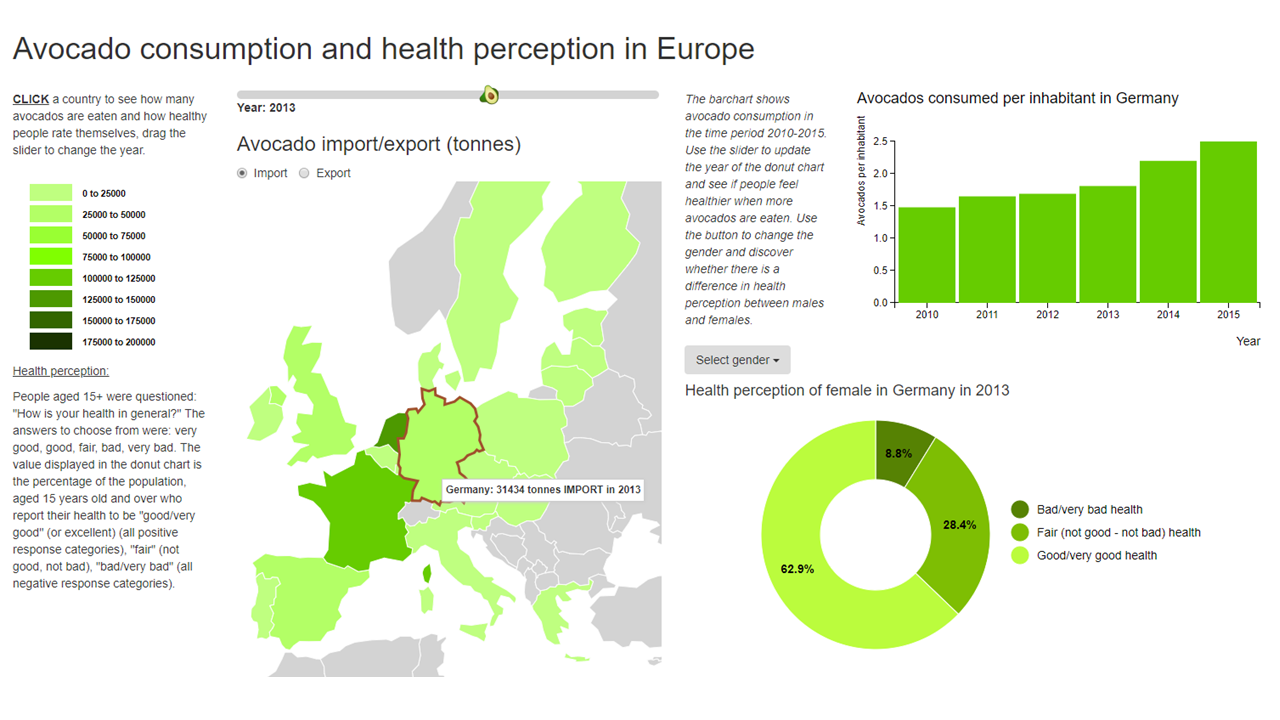 Avocado consumption and health perception in Europe
CLICK a country to see how many
avocados are eaten and how healthy
people rate themselves, drag the
slider to change the year.
0 to 25000
25000 to 50000
50000 to 75000
75000 to 100000
100000 to 125000
125000 to 150000
150000 to 175000
175000 to 200000
Health perception:
People aged 15+ were questioned:
"How is your health in general?" The
answers to choose from were: very
good, good, fair, bad, very bad. The
value displayed in the donut chart is
the percentage of the population,
aged 15 years old and over who
report their health to be "good/very
good" (or excellent) (all positive
response categories), "fair" (not
good, not bad), "bad/very bad" (all
negative response categories).
Year: 2013
Avocado import/export (tonnes)
Import Export
Germany: 31434 tonnes IMPORT in 2013
The barchart shows
avocado consumption in
the time period 2010-2015.
Use the slider to update
the year of the donut chart
and see if people feel
healthier when more
avocados are eaten. Use
the button to change the
gender and discover
whether there is a
difference in health
perception between males
and females.
Avocados consumed per inhabitant in Germany
Avocados per inhabitant
2.5
2.0
1.5
1.0
0.5
0.0
2010 2011 2012 2013 2014 2015
Year
Select gender
Health perception of female in Germany in 2013
8.8%
28.4%
62.9%
Bad/very bad health
Fair (not good - not bad) health
Good/very good health